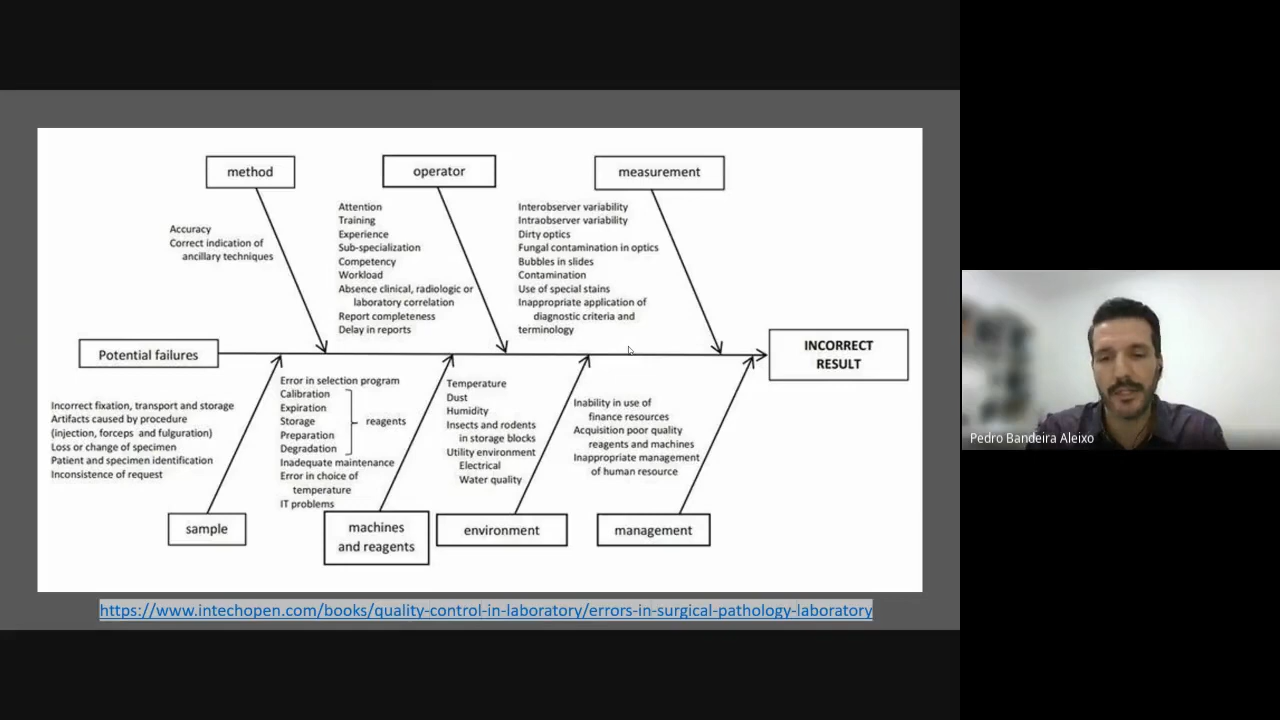 method
operator
measurement
Accuracy
Correct indication of
ancillary techniques
Attention
Training
Experience
Sub-specialization
Competency
Workload
Absence clinical, radiologic or
laboratory correlation
Report completeness
Delay in reports
Interobserver variability
Intraobserver variability
Dirty optics
Fungal contamination in optics
Bubbles in slides
Contamination
Use of special stains
Inappropriate application of
diagnostic criteria and
terminology
Potential failures
INCORRECT
RESULT
Incorrect fixation, transport and storage
Artifacts caused by procedure
(injection, forceps and fulguration)
Loss or change of specimen
Patient and specimen identification
Inconsistence of request
Error in selection program
Calibration
Expiration
Storage
Preparation
Degradation
reagents
Inadequate maintenance
Error in choice of
temperature
IT problems
Temperature
Dust
Humidity
Insects and rodents
in storage blocks
Utility environment
Electrical
Water quality
Inability in use of
finance resources
Acquisition poor quality
reagents and machines
Inappropriate management
of human resource
sample
machines
and reagents
environment
management
https://www.intechopen.com/books/quality-control-in-laboratory/errors-in-surgical-pathology-laboratory
Pedro Bandeira Aleixo